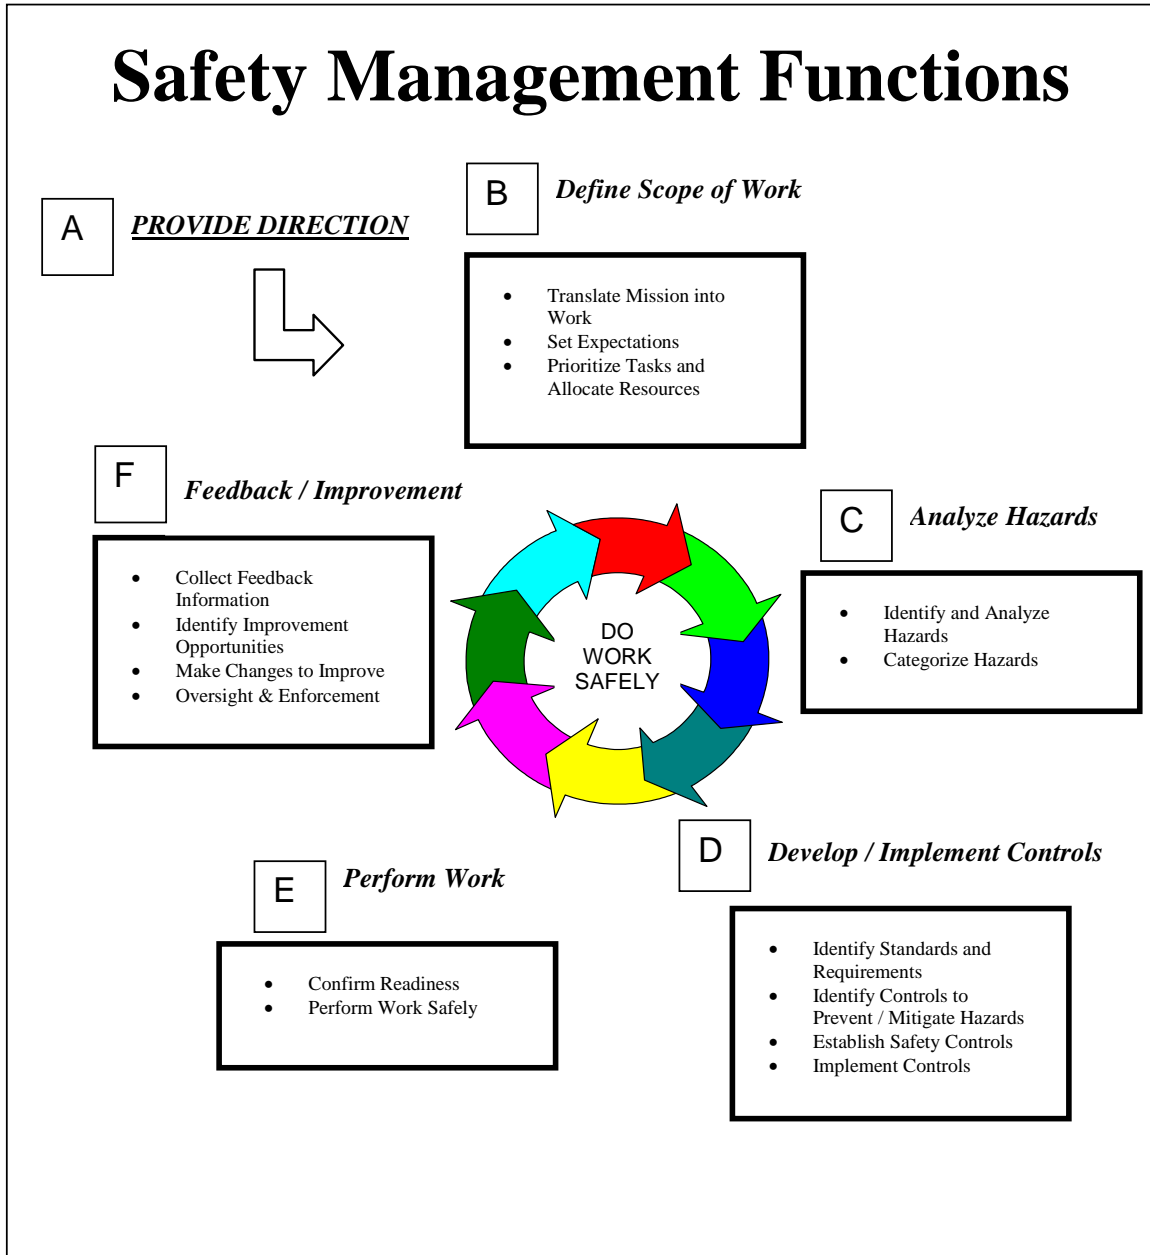 Safety Management Functions
A
PROVIDE DIRECTION
B
Define Scope of Work
• Translate Mission into
Work
• Set Expectations
• Prioritize Tasks and
Allocate Resources
F
Feedback / Improvement
• Collect Feedback
Information
• Identify Improvement
Opportunities
• Make Changes to Improve
• Oversight & Enforcement
DO
WORK
SAFELY
C
Analyze Hazards
• Identify and Analyze
Hazards
• Categorize Hazards
D
Develop / Implement Controls
• Identify Standards and
Requirements
• Identify Controls to
Prevent / Mitigate Hazards
• Establish Safety Controls
• Implement Controls
E
Perform Work
• Confirm Readiness
• Perform Work Safely